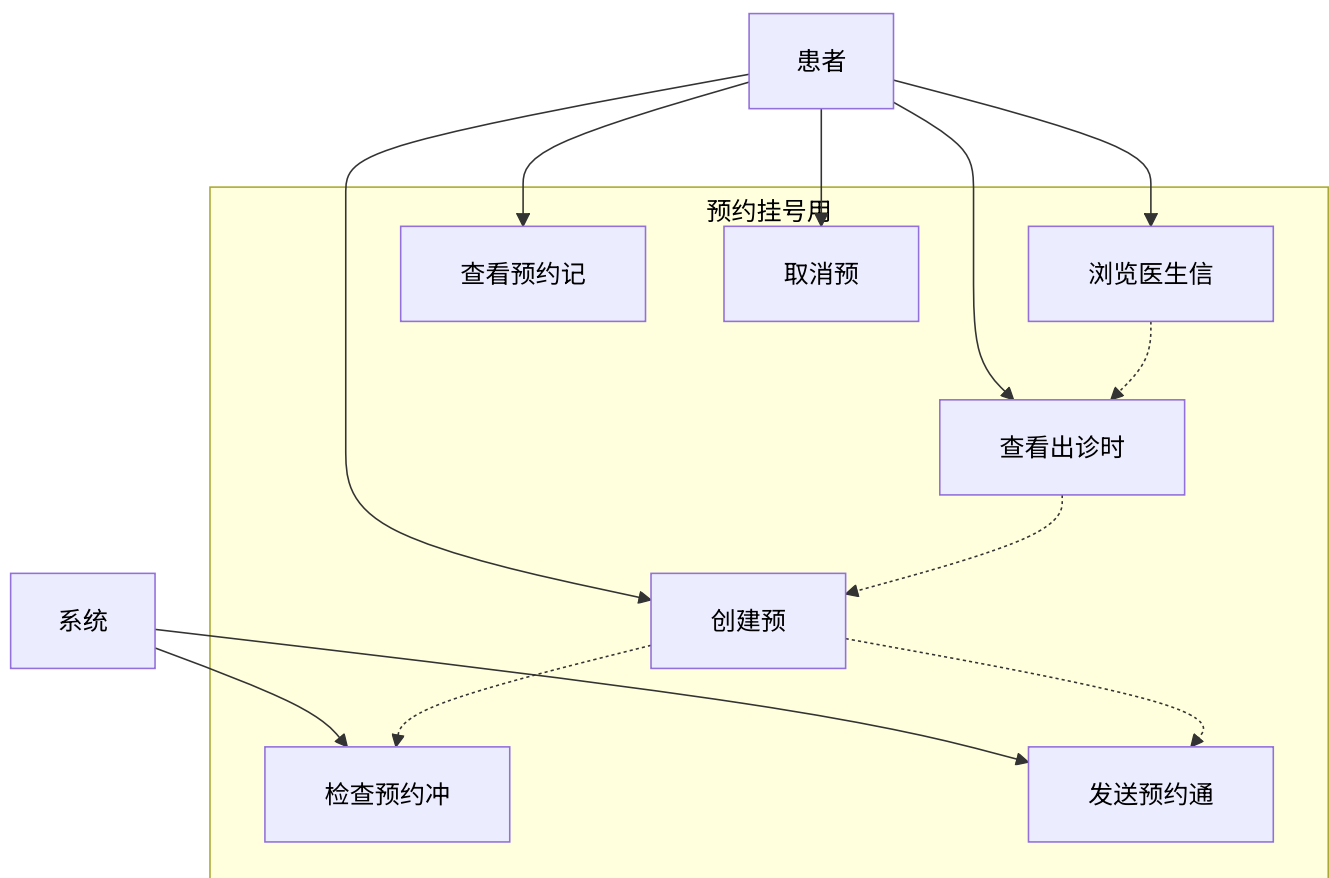 患者
预约挂号用
查看预约记
取消预
浏览医生信
查看出诊时
系统
创建预
检查预约冲
发送预约通